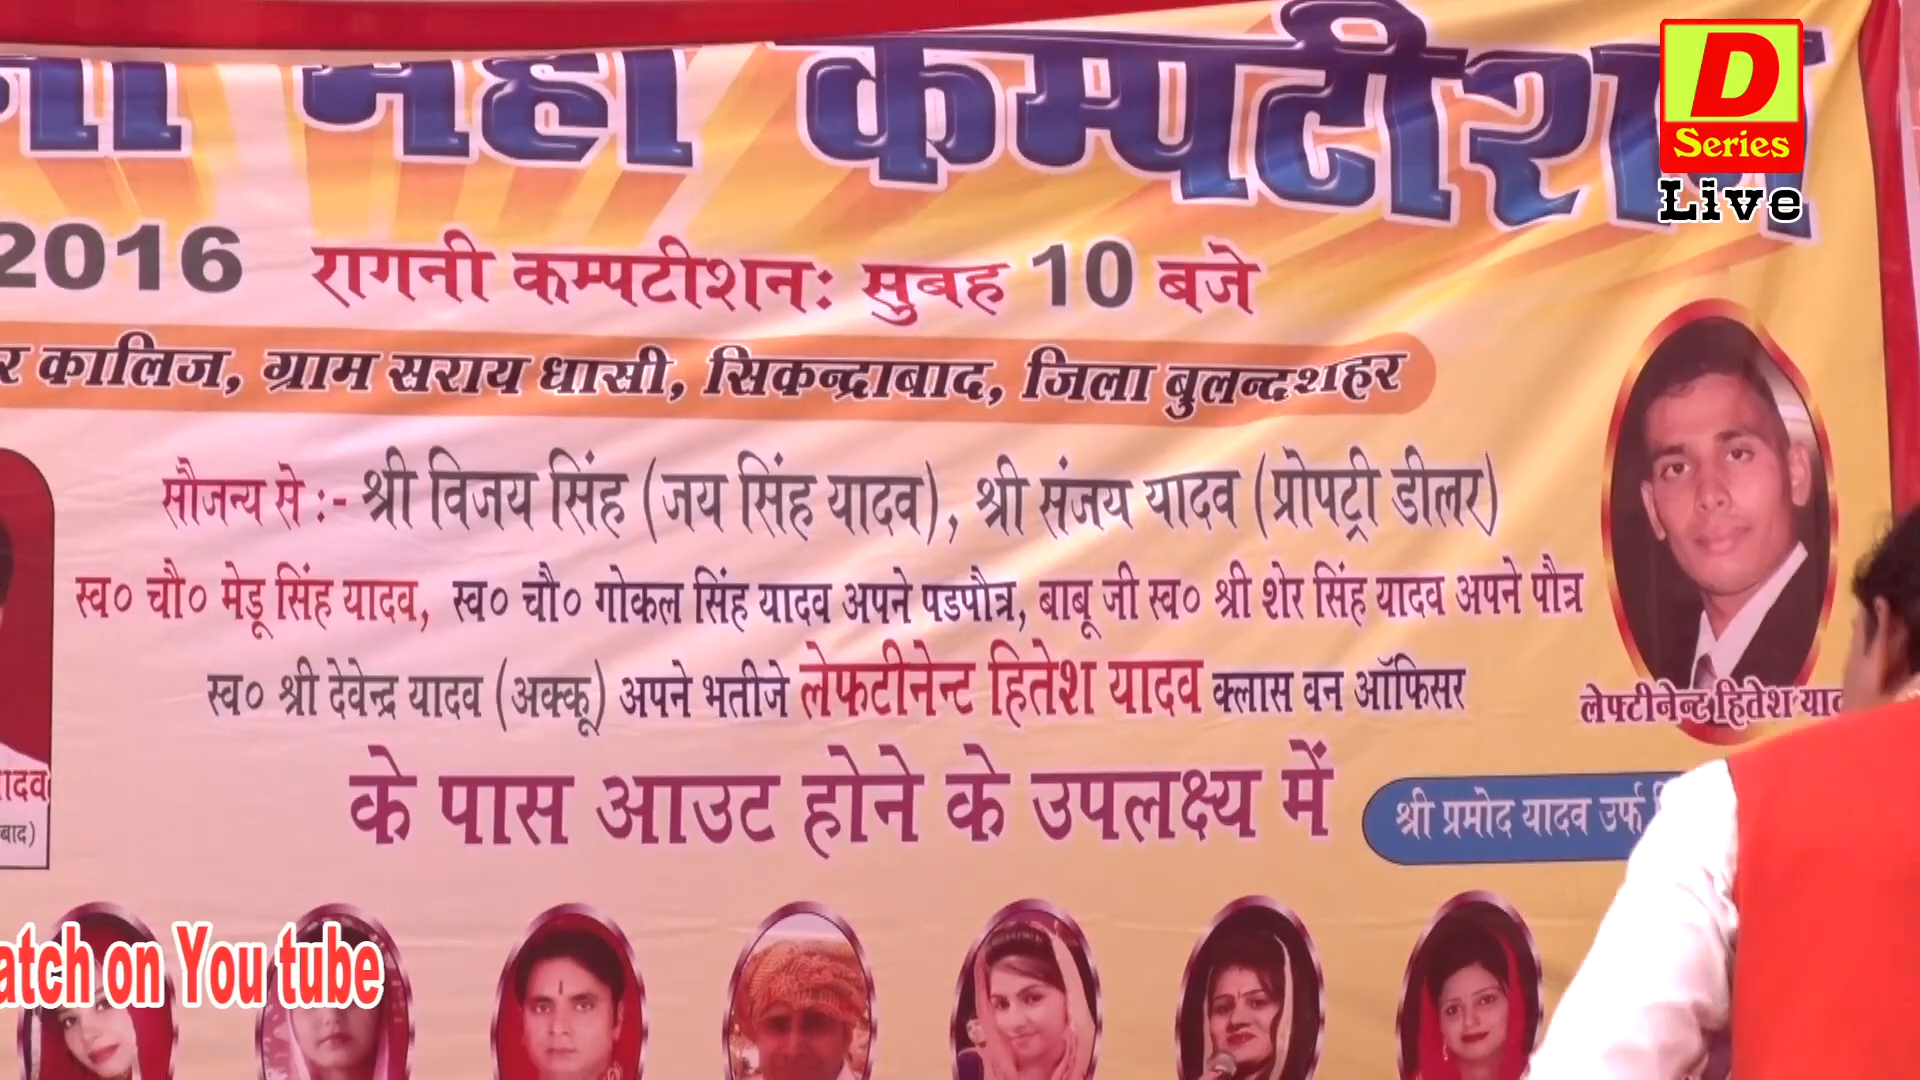 महा कम्पटीशन
D
Series
Live
2016 रागनी कम्पटीशन: सुबह 10 बजे
कालिज, ग्राम सराय धासी, सिकन्द्राबाद, जिला बुलन्दशहर
सौजन्य से :- श्री विजय सिंह (जय सिंह यादव), श्री संजय यादव (प्रोपट्री डीलर)
स्व० चौ० मेडू सिंह यादव, स्व० चौ० गोकल सिंह यादव अपने पडपौत्र, बाबू जी स्व० श्री शेर सिंह यादव अपने पौत्र
स्व० श्री देवेन्द्र यादव (अक्कू) अपने भतीजे लेफटीनेन्ट हितेश यादव क्लास वन ऑफिसर
लेफ्टीनेन्ट हितेश
के पास आउट होने के उपलक्ष्य में
श्री प्रमोद यादव उर्फ
on You tube